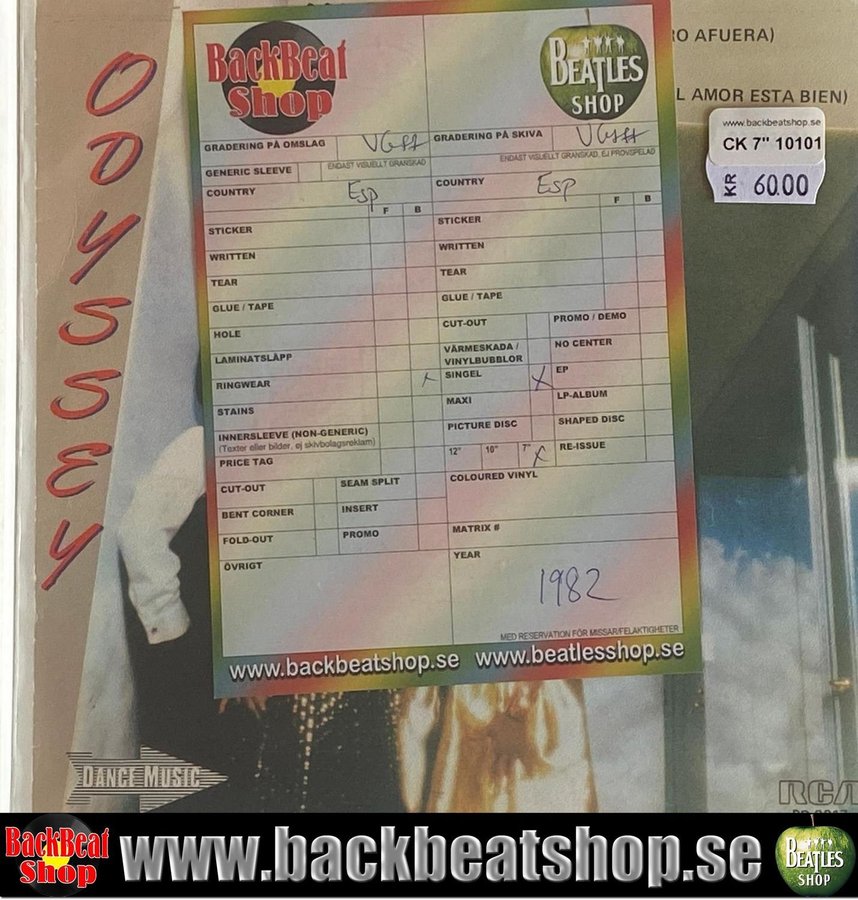 ODYSSEY
RO AFUERA)
L AMOR ESTA BIEN)
www.backbeatshop.se
CK 7" 10101
KR 60.00
BackBeat
Shop
BEATLES
SHOP
GRADERING PÅ OMSLAG VG++
ENDAST VISUELLT GRANSKAD
GENERIC SLEEVE
COUNTRY Esp
F B
STICKER
WRITTEN
TEAR
GLUE / TAPE
HOLE
LAMINATSLÄPP
RINGWEAR X
STAINS
INNERSLEEVE (NON-GENERIC)
(Texter eller bilder, ej skivbolagsreklam)
PRICE TAG
CUT-OUT SEAM SPLIT
BENT CORNER INSERT
FOLD-OUT PROMO
ÖVRIGT
GRADERING PÅ SKIVA VG++
ENDAST VISUELLT GRANSKAD, EJ PROVSPELAD
COUNTRY Esp
F B
STICKER
WRITTEN
TEAR
GLUE / TAPE
CUT-OUT PROMO / DEMO
VÄRMESKADA / NO CENTER
VINYLBUBBLOR
SINGEL X EP
MAXI LP-ALBUM
PICTURE DISC SHAPED DISC
12" 10" 7" X RE-ISSUE
COLOURED VINYL
MATRIX #
YEAR
1982
MED RESERVATION FÖR MISSAR/FELAKTIGHETER
www.backbeatshop.se www.beatlesshop.se
DANCE MUSIC
RCA
BackBeat
Shop
www.backbeatshop.se
BEATLES
SHOP